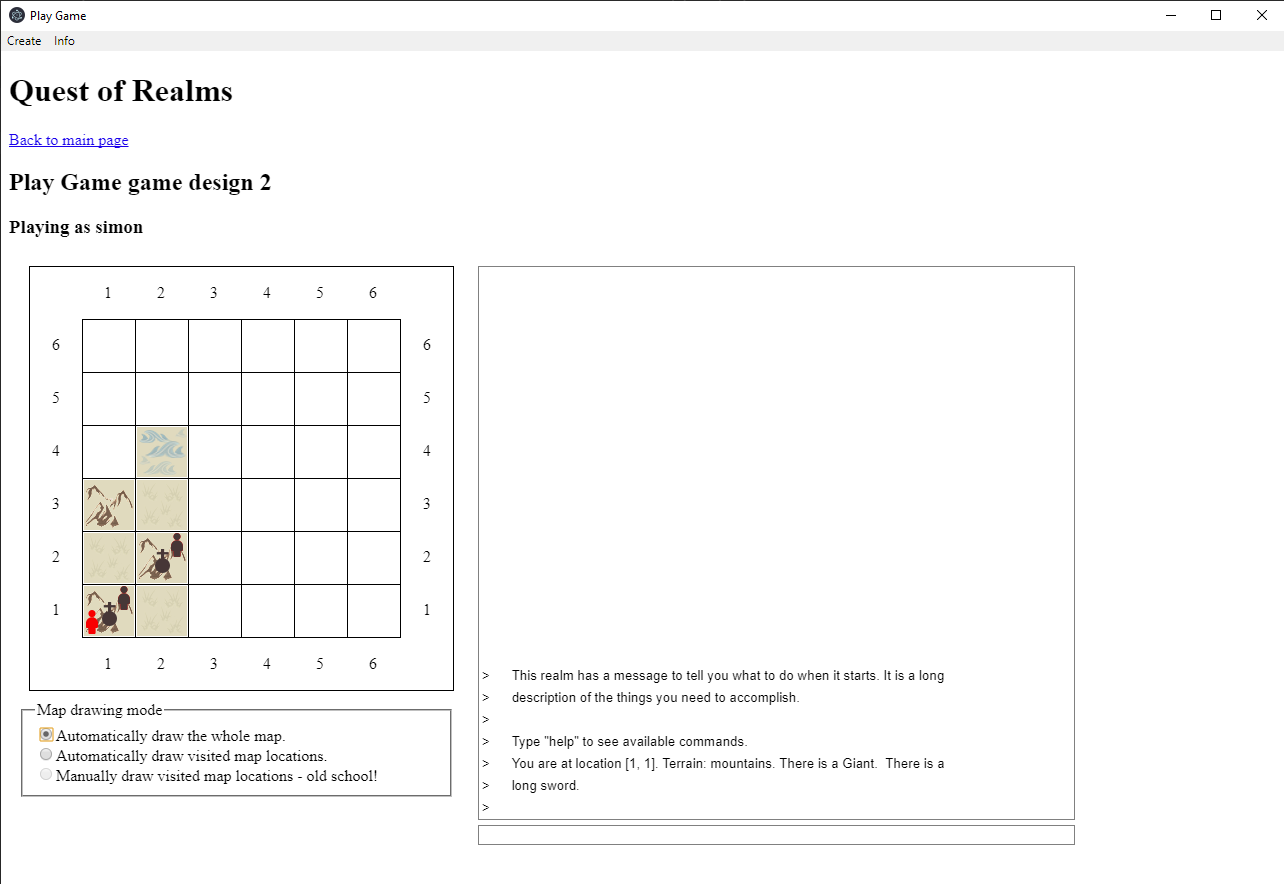 Play Game
Create Info
Quest of Realms
Back to main page
Play Game game design 2
Playing as simon
1 2 3 4 5 6
6 6
5 5
4 4
3 3
2 2
1 1
1 2 3 4 5 6
Map drawing mode
Automatically draw the whole map.
Automatically draw visited map locations.
Manually draw visited map locations - old school!
> This realm has a message to tell you what to do when it starts. It is a long
> description of the things you need to accomplish.
>
> Type "help" to see available commands.
> You are at location [1, 1]. Terrain: mountains. There is a Giant.  There is a
> long sword.
>